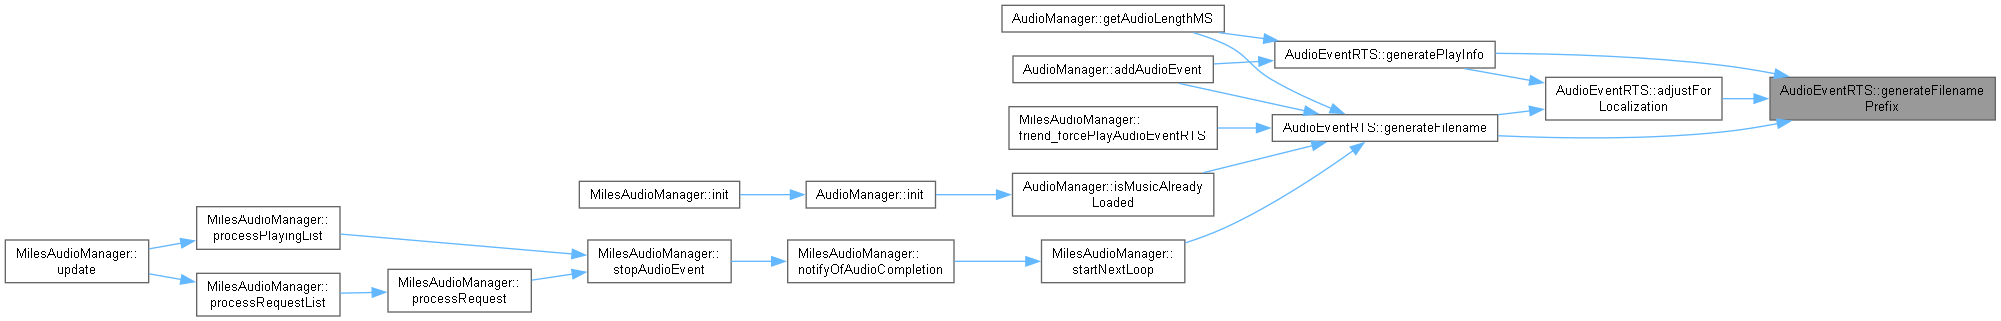 AudioManager::getAudioLengthMS
AudioEventRTS::generatePlayInfo
AudioManager::addAudioEvent
AudioEventRTS::adjustFor
Localization
AudioEventRTS::generateFilename
Prefix
MilesAudioManager::
friend_forcePlayAudioEventRTS
AudioEventRTS::generateFilename
MilesAudioManager::init
AudioManager::init
AudioManager::isMusicAlready
Loaded
MilesAudioManager::
processPlayingList
MilesAudioManager::
update
MilesAudioManager::
stopAudioEvent
MilesAudioManager::
notifyOfAudioCompletion
MilesAudioManager::
startNextLoop
MilesAudioManager::
processRequestList
MilesAudioManager::
processRequest